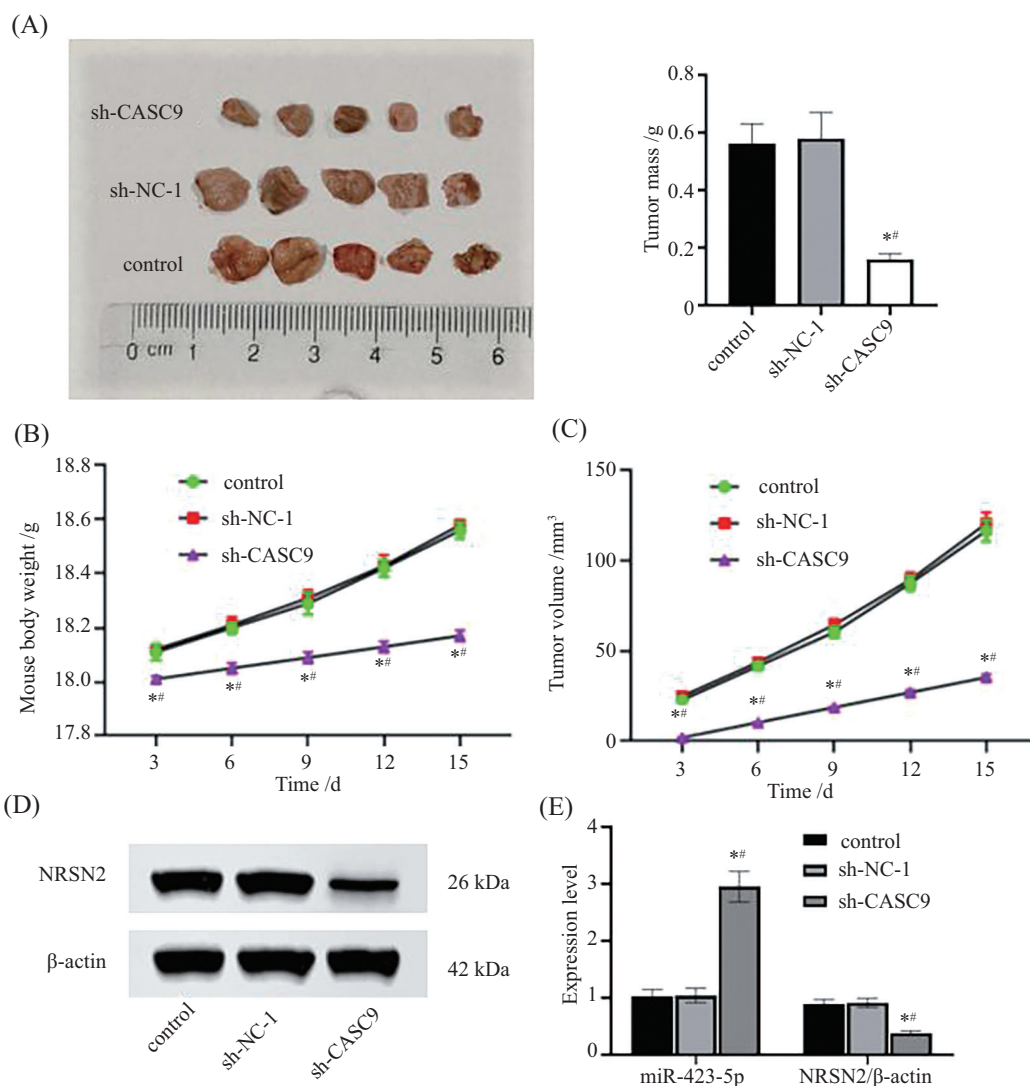 (A)
sh-CASC9
sh-NC-1
control
0 cm 1 2 3 4 5 6
Tumor mass /g
0.8
0.6
0.4
0.2
0
*#
control
sh-NC-1
sh-CASC9
(B)
Mouse body weight /g
18.8
18.6
18.4
18.2
18.0
17.8
control
sh-NC-1
sh-CASC9
*# *# *# *# *#
3 6 9 12 15
Time /d
(C)
Tumor volume /mm³
150
100
50
0
control
sh-NC-1
sh-CASC9
*# *# *# *# *#
3 6 9 12 15
Time /d
(D)
NRSN2 26 kDa
β-actin 42 kDa
control
sh-NC-1
sh-CASC9
(E)
Expression level
4
3
2
1
0
control
sh-NC-1
sh-CASC9
*#
*#
miR-423-5p NRSN2/β-actin